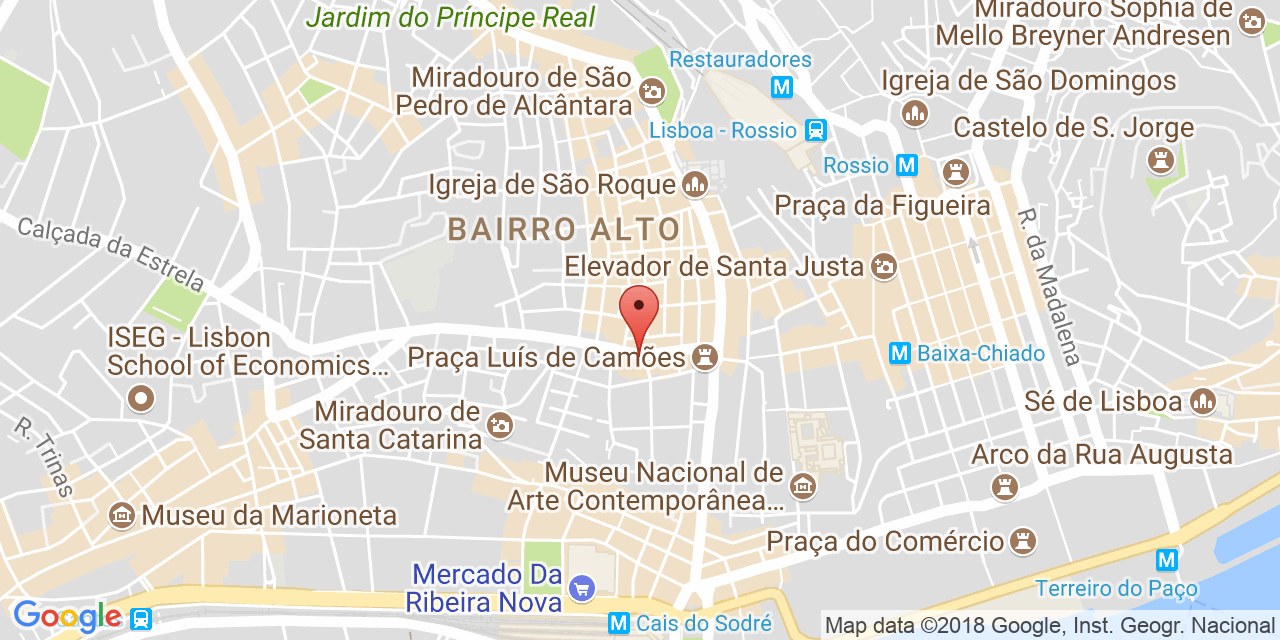 Jardim do Príncipe Real
Miradouro Sophia de
Mello Breyner Andresen
Restauradores
M
Miradouro de São
Pedro de Alcântara
Igreja de São Domingos
Lisboa - Rossio
Castelo de S. Jorge
Rossio M
Igreja de São Roque
Praça da Figueira
BAIRRO ALTO
Calçada da Estrela
R. da Madalena
Elevador de Santa Justa
ISEG - Lisbon
School of Economics...
Praça Luís de Camões
M Baixa-Chiado
Miradouro de
Santa Catarina
Sé de Lisboa
R. Trinas
Arco da Rua Augusta
Museu Nacional de
Arte Contemporânea...
Museu da Marioneta
Praça do Comércio
M
Terreiro do Paço
Mercado Da
Ribeira Nova
Google
M Cais do Sodré
Map data ©2018 Google, Inst. Geogr. Nacional